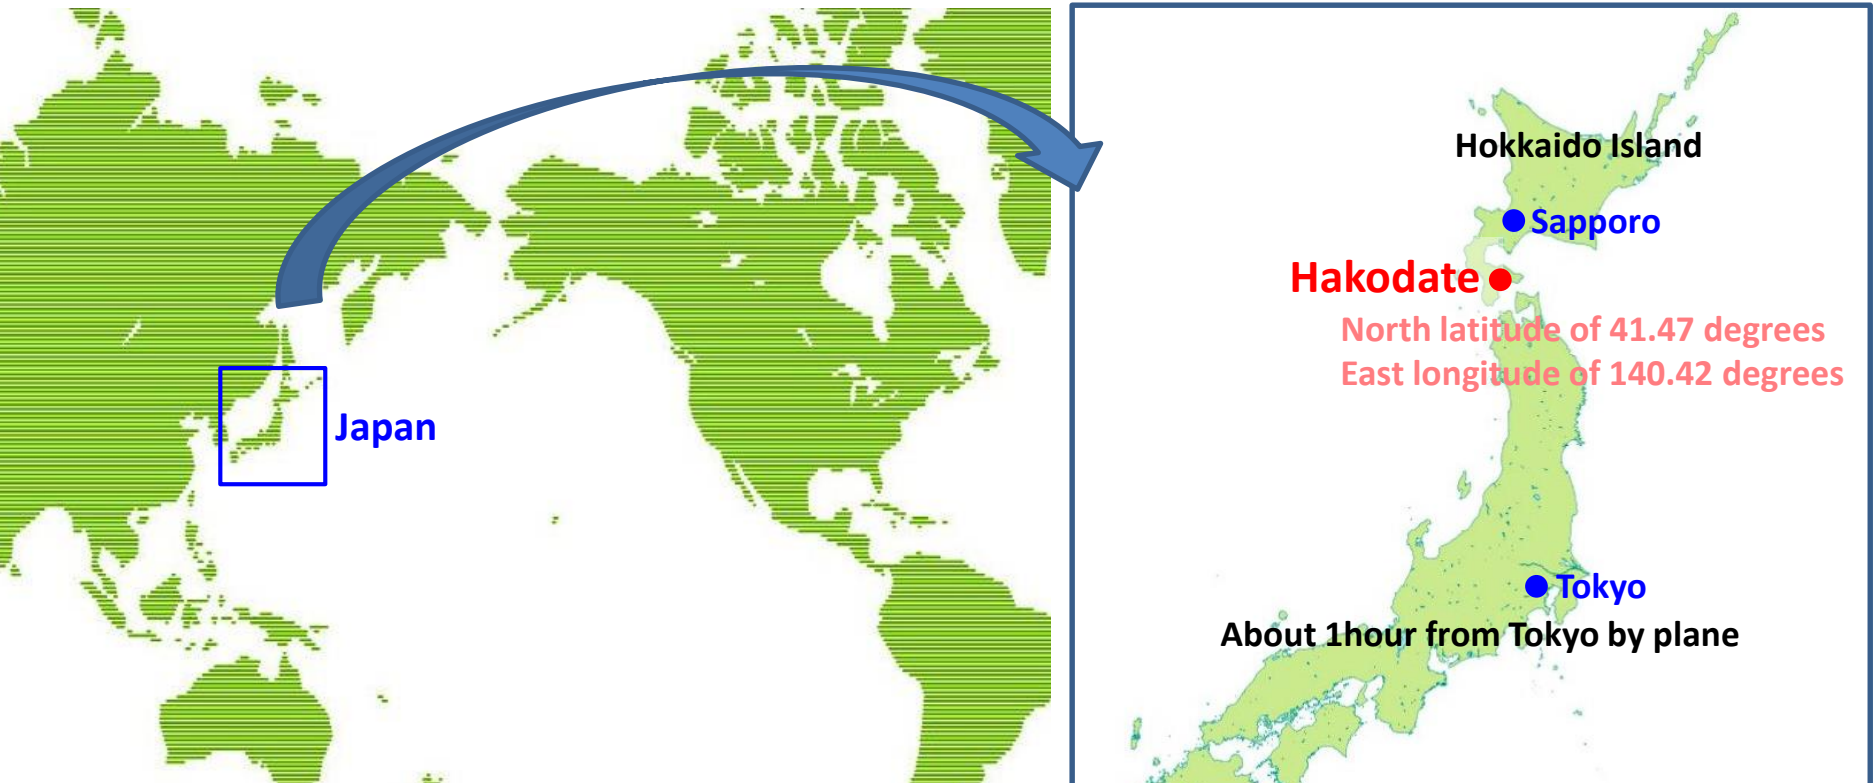 Japan
Hokkaido Island
Sapporo
Hakodate
North latitude of 41.47 degrees
East longitude of 140.42 degrees
Tokyo
About 1hour from Tokyo by plane